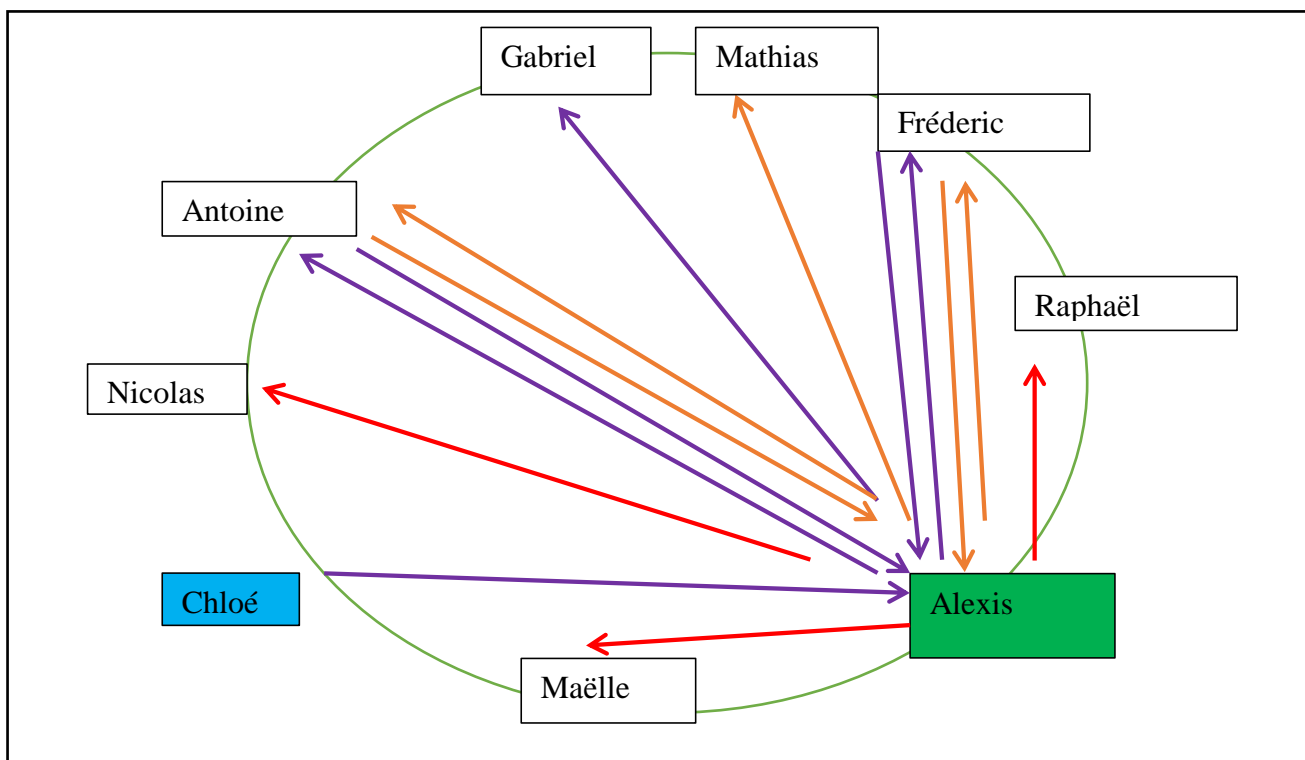 Gabriel
Mathias
Fréderic
Antoine
Raphaël
Nicolas
Chloé
Alexis
Maëlle